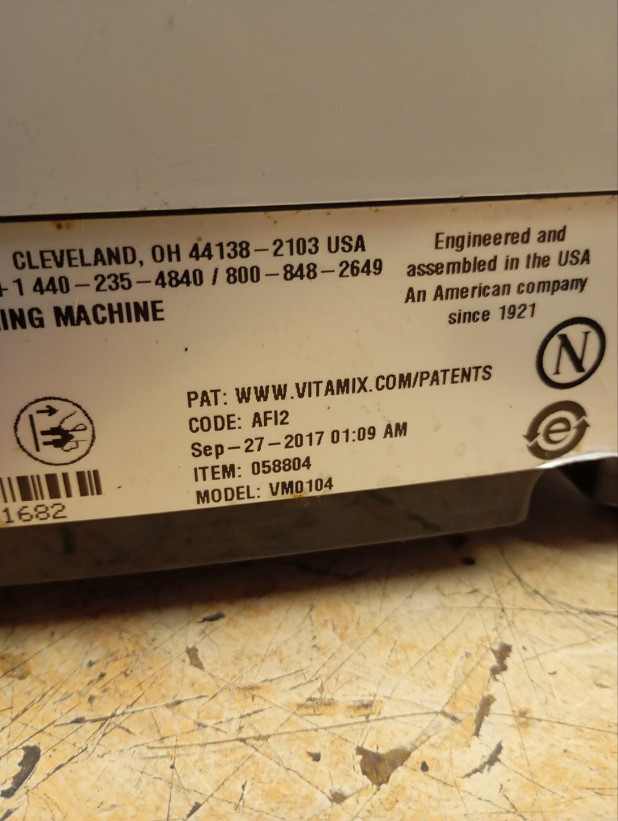 CLEVELAND, OH 44138-2103 USA
+1 440-235-4840 / 800-848-2649
ING MACHINE
Engineered and
assembled in the USA
An American company
since 1921
N
e
PAT: WWW.VITAMIX.COM/PATENTS
CODE: AFI2
Sep-27-2017 01:09 AM
ITEM: 058804
MODEL: VM0104
1682